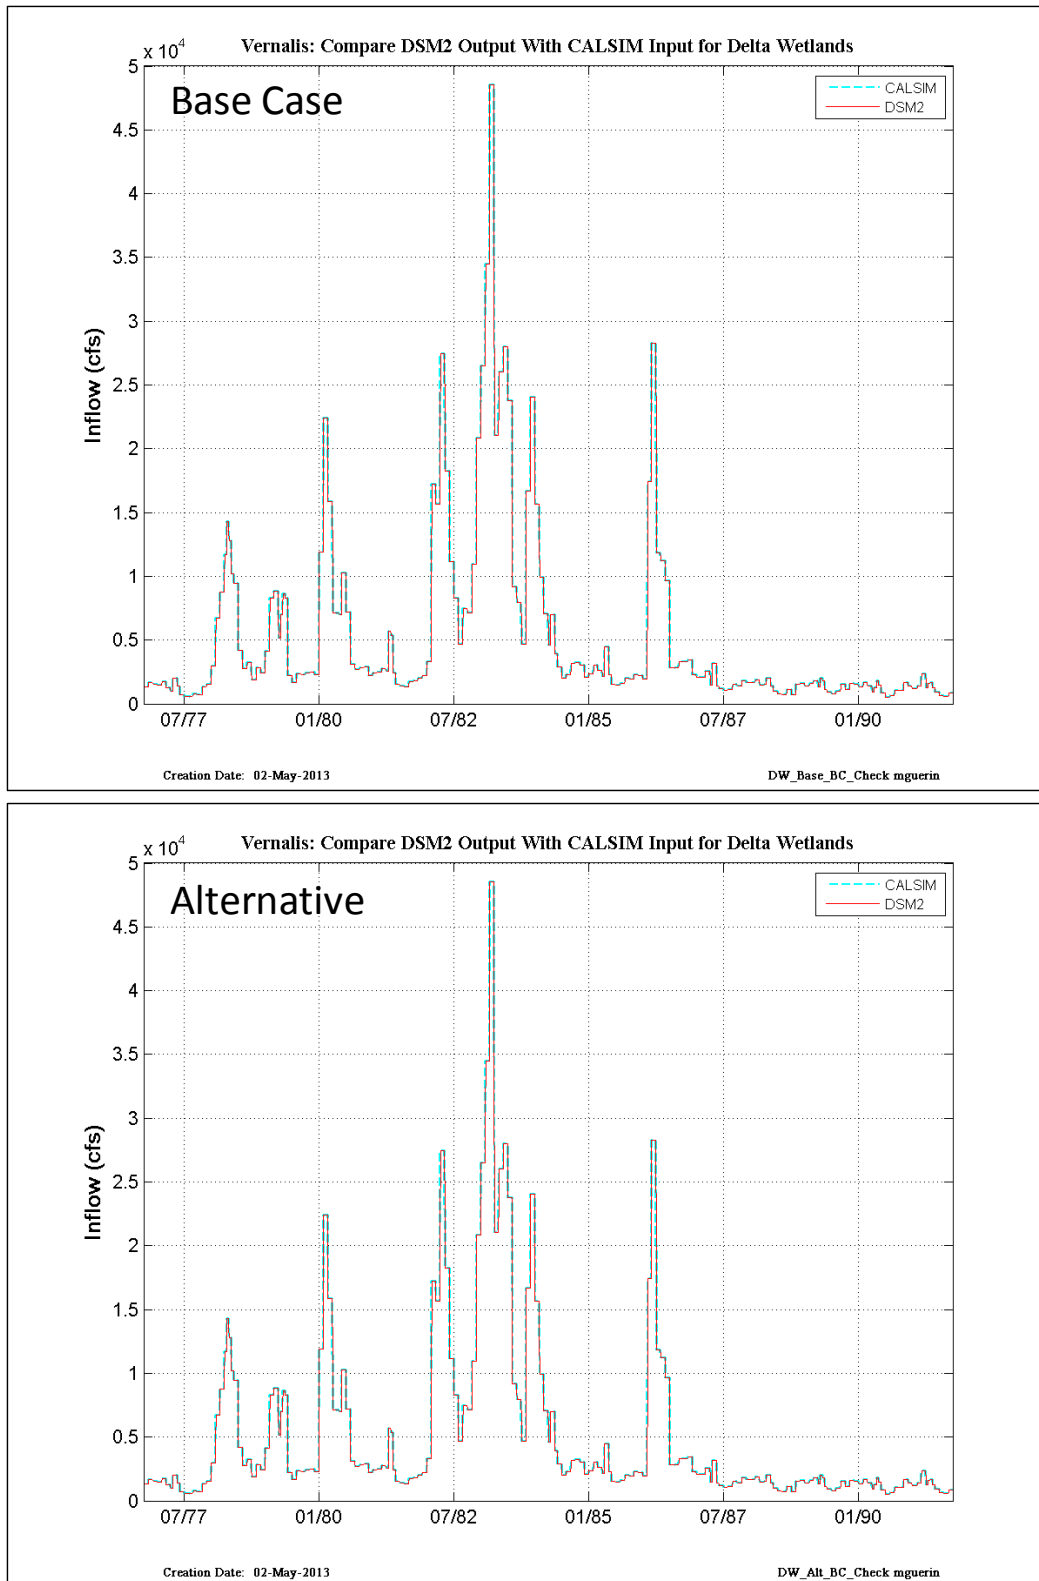 Vernalis: Compare DSM2 Output With CALSIM Input for Delta Wetlands
x 10^4
Base Case
CALSIM
DSM2
5
4.5
4
3.5
3
2.5
2
1.5
1
0.5
0
Inflow (cfs)
07/77 01/80 07/82 01/85 07/87 01/90
Creation Date: 02-May-2013 DW_Base_BC_Check mguerin
Vernalis: Compare DSM2 Output With CALSIM Input for Delta Wetlands
x 10^4
Alternative
CALSIM
DSM2
5
4.5
4
3.5
3
2.5
2
1.5
1
0.5
0
Inflow (cfs)
07/77 01/80 07/82 01/85 07/87 01/90
Creation Date: 02-May-2013 DW_Alt_BC_Check mguerin